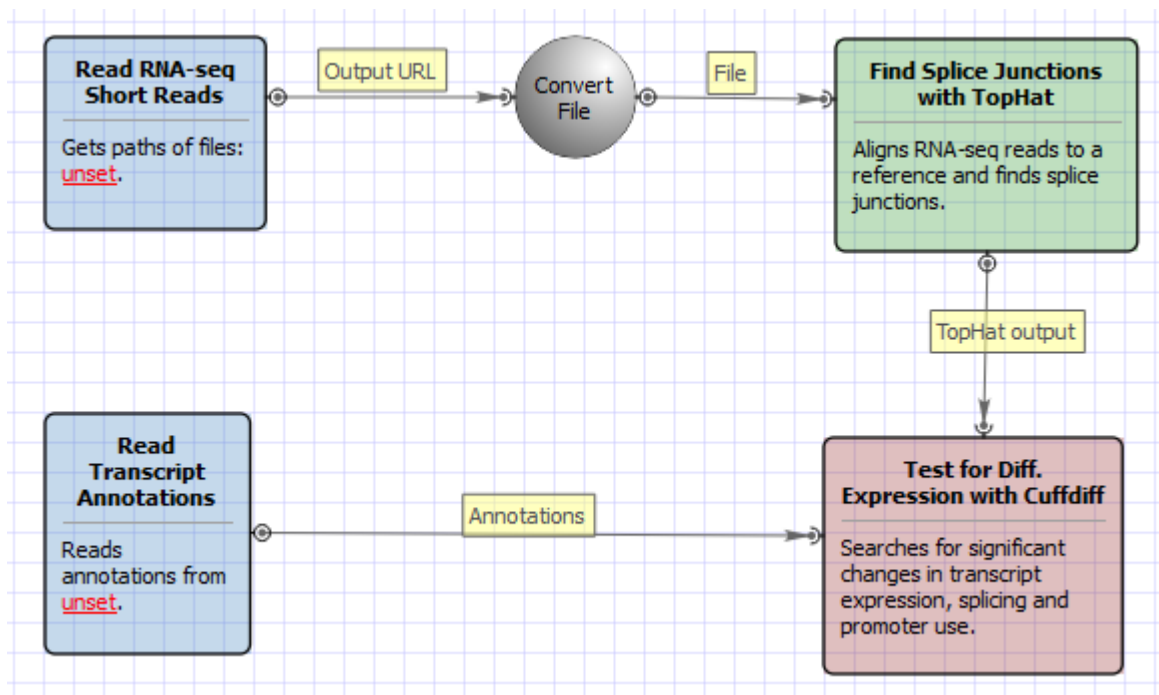 Read RNA-seq
Short Reads
Gets paths of files:
unset.
Output URL
Convert
File
File
Find Splice Junctions
with TopHat
Aligns RNA-seq reads to a
reference and finds splice
junctions.
TopHat output
Read
Transcript
Annotations
Reads
annotations from
unset.
Annotations
Test for Diff.
Expression with Cuffdiff
Searches for significant
changes in transcript
expression, splicing and
promoter use.